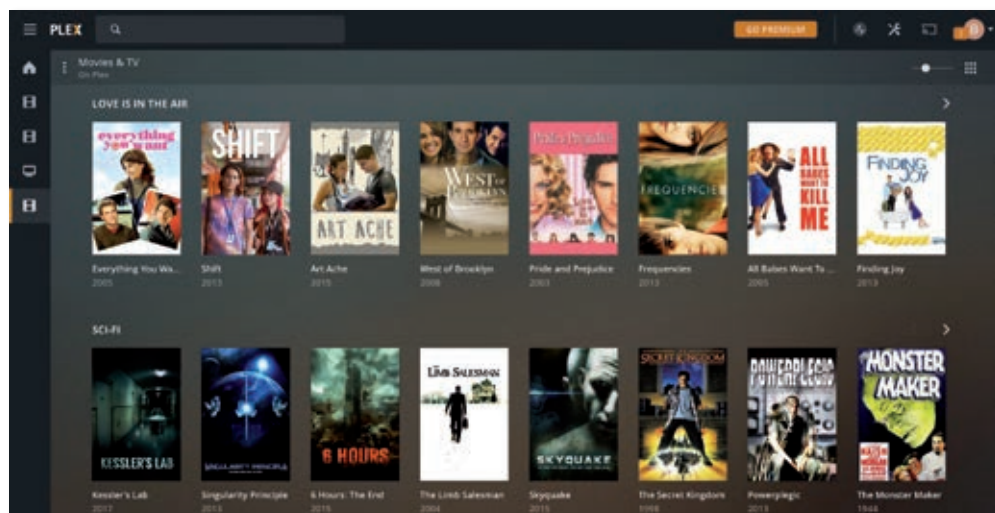 PLEX
GO PREMIUM
B
Movies & TV
On Plex
LOVE IS IN THE AIR
everything you want
SHIFT
ART ACHE
WEST OF BROOKLYN
Pride & Prejudice
FREQUENCIES
ALL BABES WANT TO KILL ME
FINDING JOY
Everything You Wa...
Shift
Art Ache
West of Brooklyn
Pride and Prejudice
Frequencies
All Babes Want To ...
Finding Joy
2005
2013
2015
2008
2003
2013
2005
2013
SCI-FI
KESSLER'S LAB
SINGULARITY PRINCIPLE
6 HOURS
THE LIMB SALESMAN
SKYQUAKE
SECRET KINGDOM
POWERPLEGIC
MONSTER MAKER
Kessler's Lab
Singularity Principle
6 Hours: The End
The Limb Salesman
Skyquake
The Secret Kingdom
Powerplegic
The Monster Maker
2017
2013
2015
2004
2015
1998
2013
1944